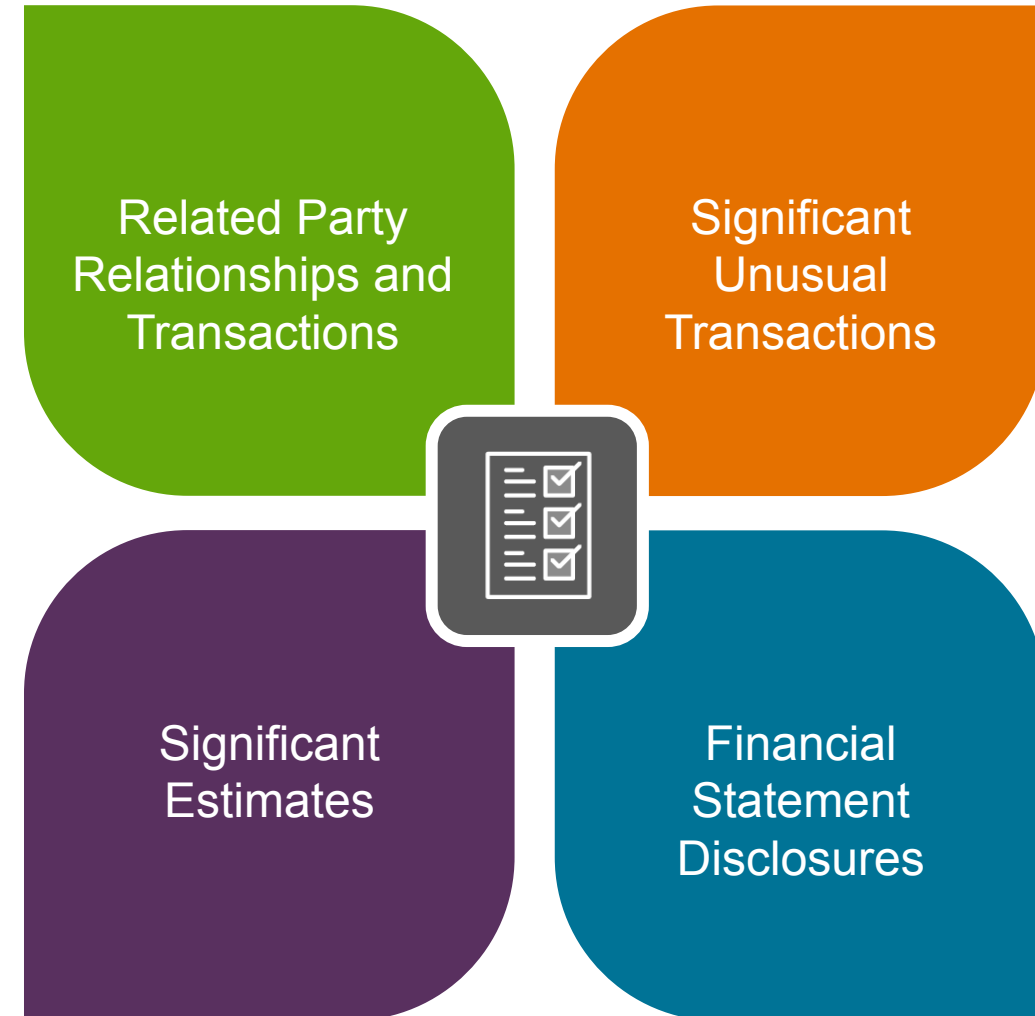 Related Party
Relationships and
Transactions
Significant
Unusual
Transactions
Significant
Estimates
Financial
Statement
Disclosures